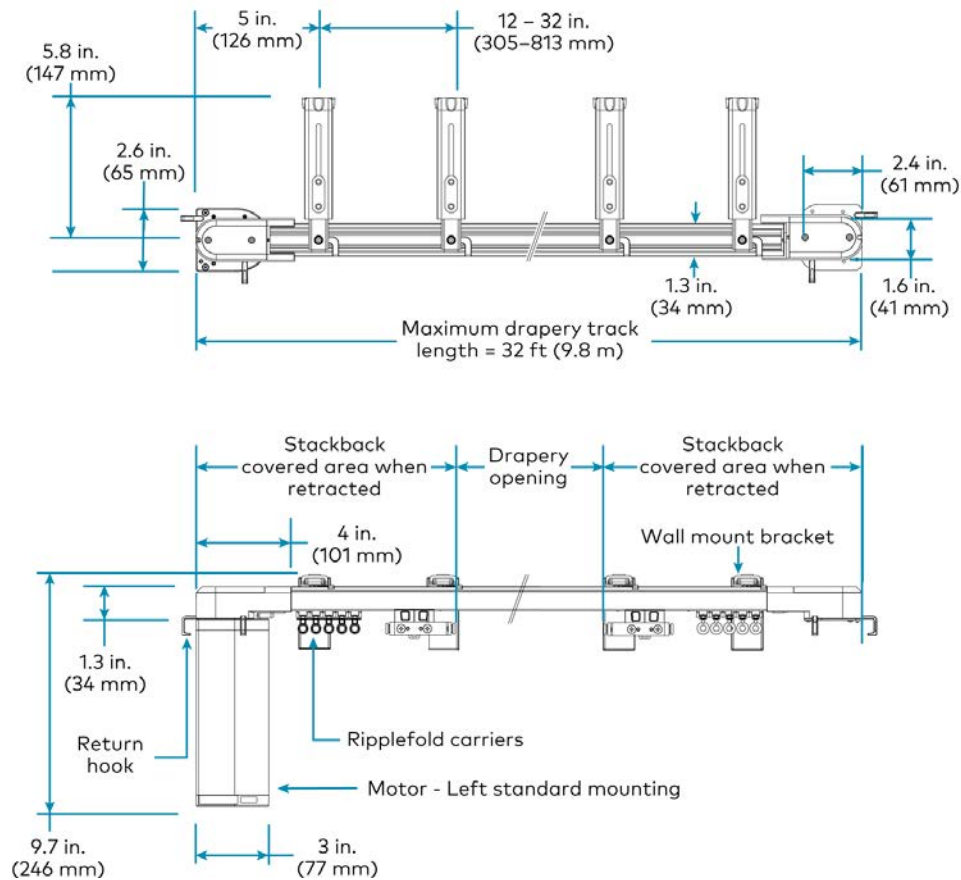 5 in.
(126 mm)
12 – 32 in.
(305–813 mm)
5.8 in.
(147 mm)
2.6 in.
(65 mm)
2.4 in.
(61 mm)
1.3 in.
(34 mm)
1.6 in.
(41 mm)
Maximum drapery track
length = 32 ft (9.8 m)
Stackback
covered area when
retracted
Drapery
opening
Stackback
covered area when
retracted
4 in.
(101 mm)
Wall mount bracket
1.3 in.
(34 mm)
Return
hook
Ripplefold carriers
Motor - Left standard mounting
9.7 in.
(246 mm)
3 in.
(77 mm)